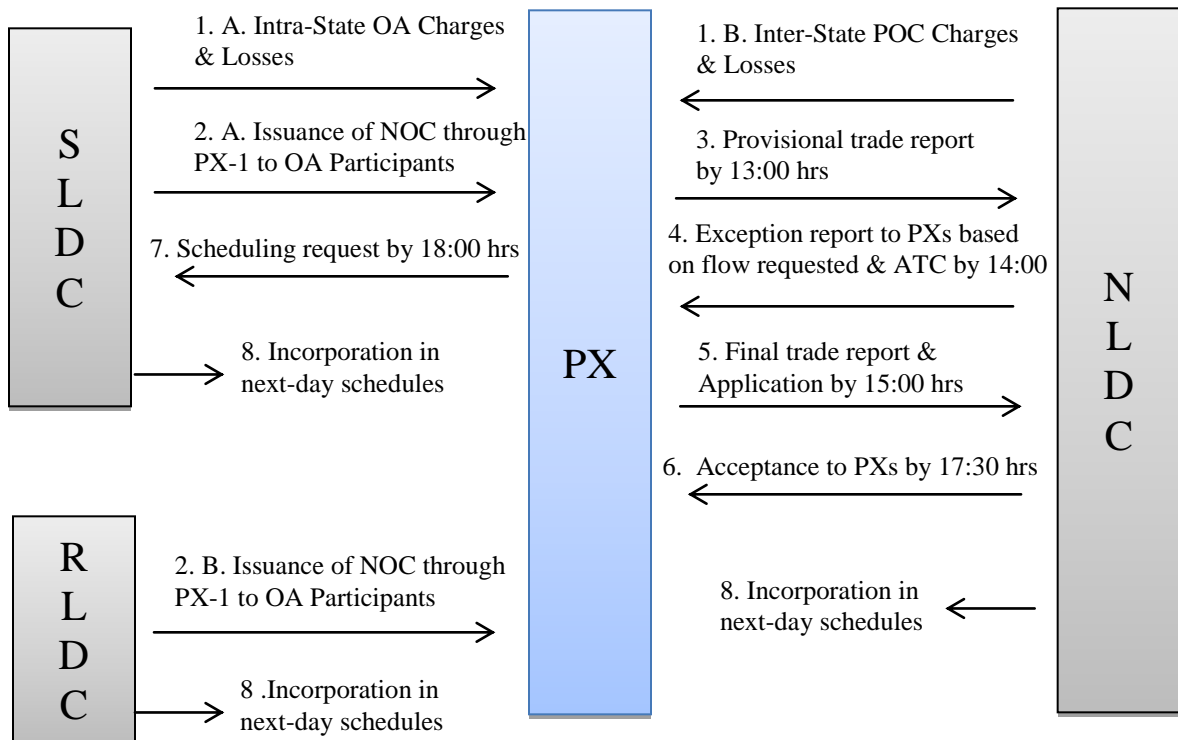 S
L
D
C
1. A. Intra-State OA Charges
& Losses
2. A. Issuance of NOC through
PX-1 to OA Participants
7. Scheduling request by 18:00 hrs
8. Incorporation in
next-day schedules
R
L
D
C
2. B. Issuance of NOC through
PX-1 to OA Participants
8 .Incorporation in
next-day schedules
PX
1. B. Inter-State POC Charges
& Losses
3. Provisional trade report
by 13:00 hrs
4. Exception report to PXs based
on flow requested & ATC by 14:00
5. Final trade report &
Application by 15:00 hrs
6. Acceptance to PXs by 17:30 hrs
8. Incorporation in
next-day schedules
N
L
D
C